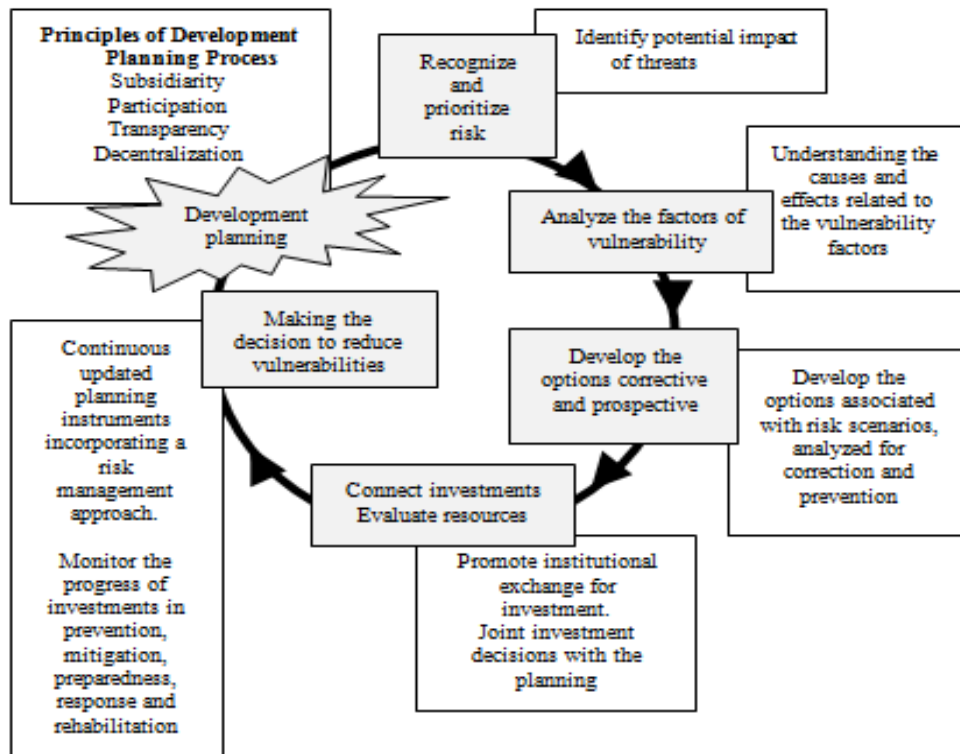 Principles of Development
Planning Process
Subsidiarity
Participation
Transparency
Decentralization
Development
planning
Recognize
and
prioritize
risk
Identify potential impact
of threats
Analyze the factors of
vulnerability
Understanding the
causes and
effects related to
the vulnerability
factors
Develop the
options corrective
and prospective
Develop the
options associated
with risk scenarios,
analyzed for
correction and
prevention
Connect investments
Evaluate resources
Promote institutional
exchange for
investment.
Joint investment
decisions with the
planning
Making the
decision to reduce
vulnerabilities
Continuous
updated
planning
instruments
incorporating a
risk
management
approach.
Monitor the
progress of
investments in
prevention,
mitigation,
preparedness,
response and
rehabilitation